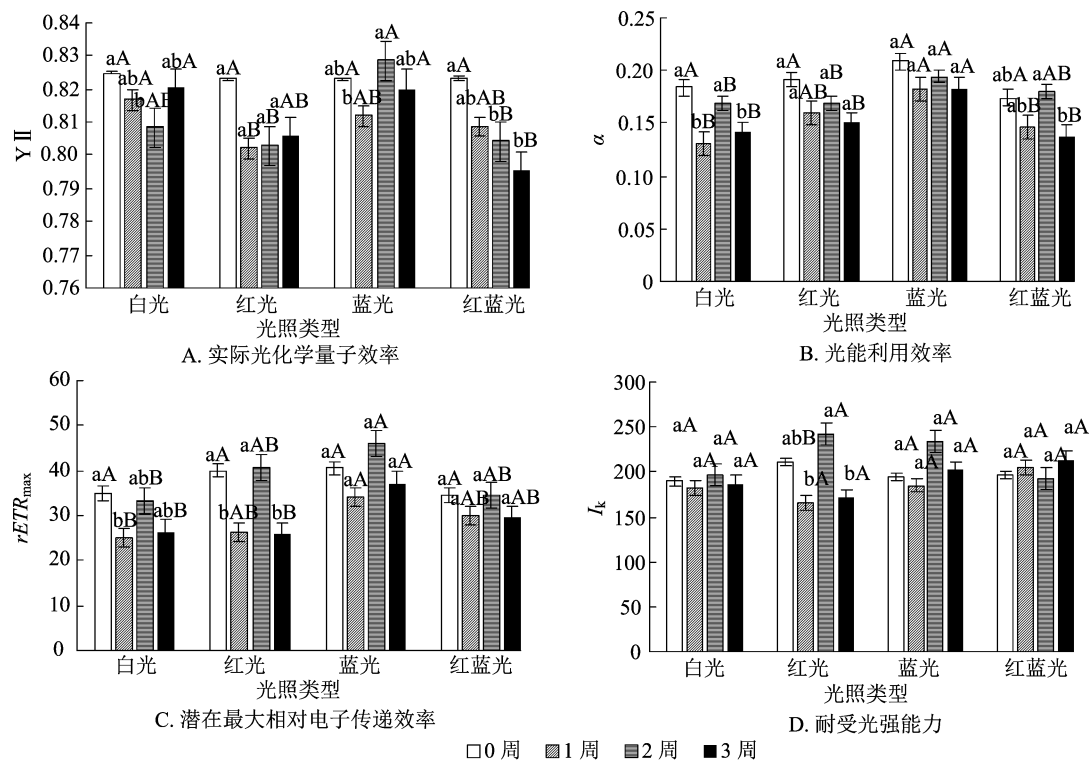 0.84
0.83
0.82
0.81
0.80
0.79
0.78
0.77
0.76
YⅡ
aA
abA
bAB
abA
aA
aB
aB
aAB
abA
bAB
aA
abA
aA
abAB
bB
bB
白光 红光 蓝光 红蓝光
光照类型
A. 实际光化学量子效率
0.25
0.20
0.15
0.10
0.05
0
α
aA
bB
aB
bB
aA
aAB
aB
aB
aA
aA
aA
aA
abA
abB
aAB
bB
白光 红光 蓝光 红蓝光
光照类型
B. 光能利用效率
60
50
40
30
20
10
0
rETRmax
aA
bB
abB
abB
aA
bAB
aAB
bB
aA
aA
aA
aA
aA
aAB
aAB
aAB
白光 红光 蓝光 红蓝光
光照类型
C. 潜在最大相对电子传递效率
300
250
200
150
100
50
0
Ik
aA
aA
aA
aA
abB
bA
aA
bA
aA
aA
aA
aA
aA
aA
aA
aA
白光 红光 蓝光 红蓝光
光照类型
D. 耐受光强能力
0 周 1 周 2 周 3 周